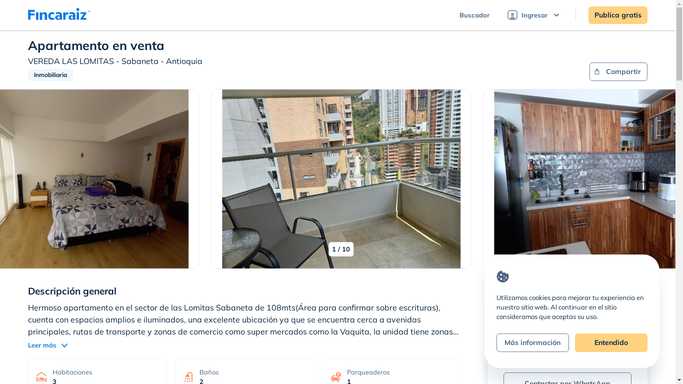 Fincaraiz
Buscador
Ingresar
Publica gratis
Apartamento en venta
VEREDA LAS LOMITAS - Sabaneta - Antioquia
Inmobiliaria
Compartir
1 / 10
Descripción general
Hermoso apartamento en el sector de las Lomitas Sabaneta de 108mts(Área para confirmar sobre escrituras),
cuenta con espacios amplios e iluminados, una excelente ubicación ya que se encuentra cerca a avenidas
principales, rutas de transporte y zonas de comercio como super mercados como la Vaquita, la unidad tiene zonas...
Leer más
Habitaciones
3
Baños
2
Parqueaderos
1
Utilizamos cookies para mejorar tu experiencia en
nuestro sitio web. Al continuar en el sitio
consideramos que aceptas su uso.
Más información
Entendido
Contactar por WhatsApp